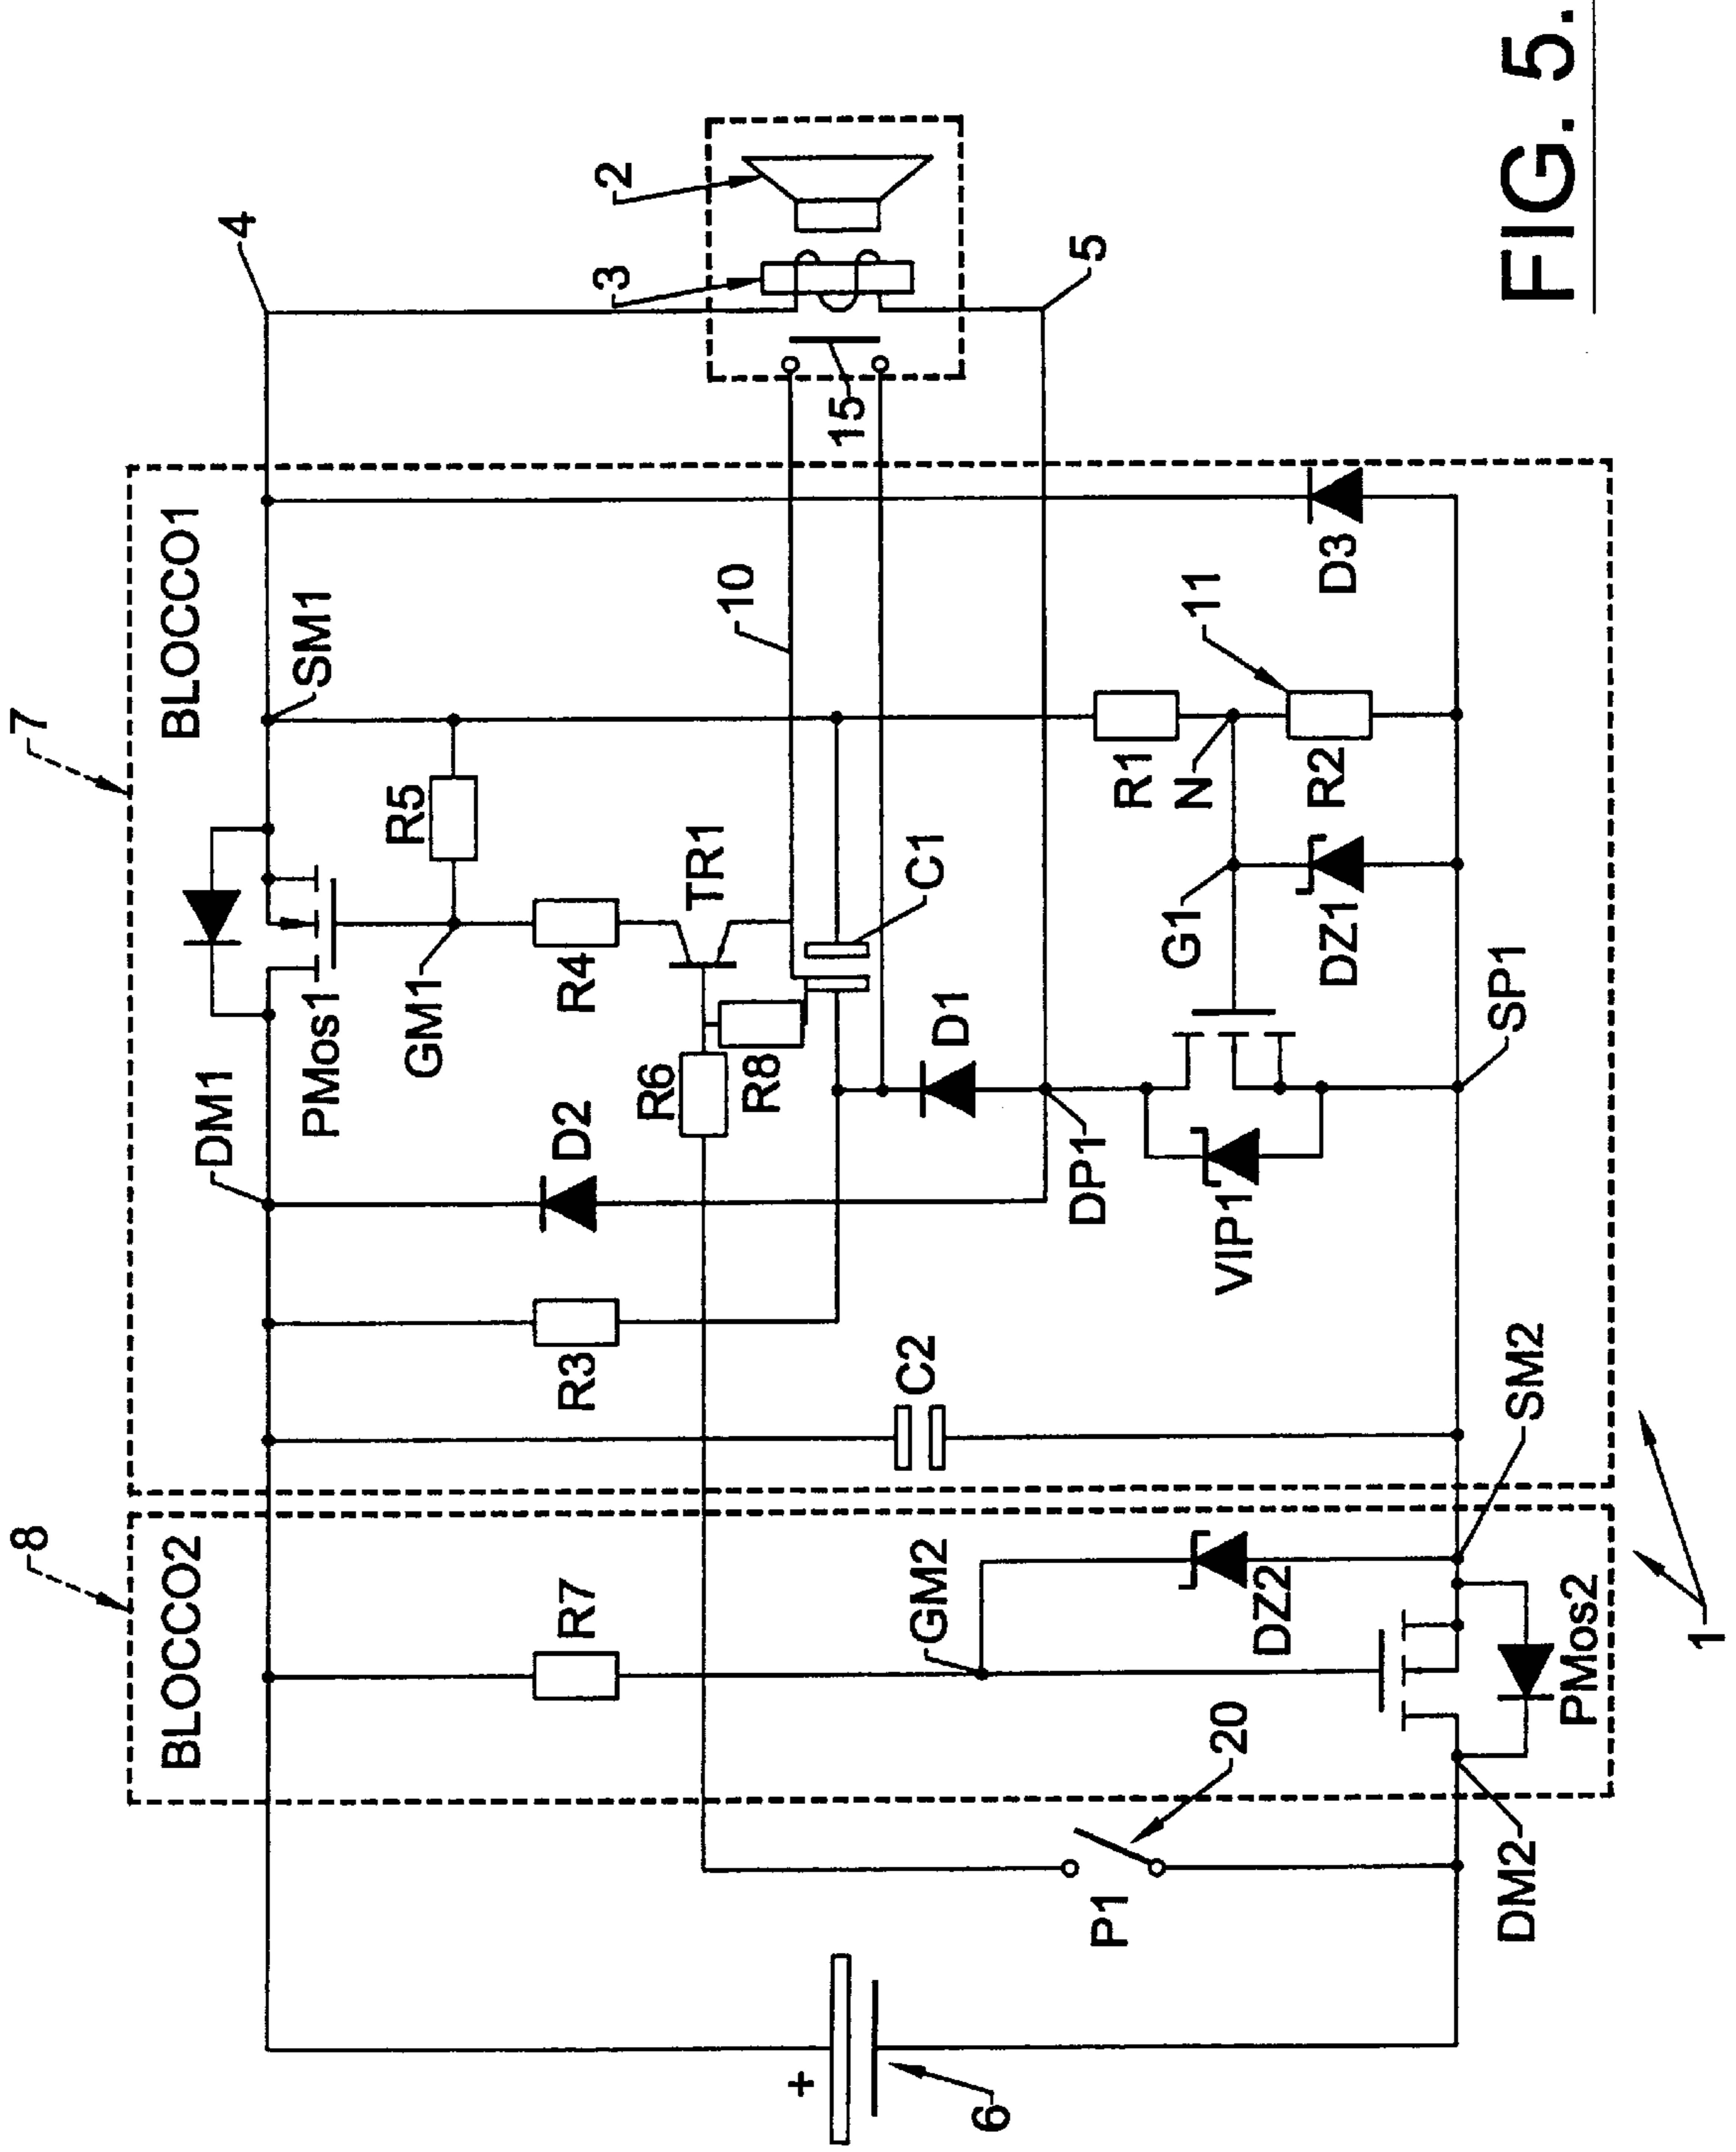 8
7
BLOCCO2
BLOCCO1
DM1
SM1
4
PMos1
R5
2
GM1
3
R7
R3
D2
R4
TR1
10
R6
R8
+
C1
15
C2
D1
GM2
5
6
P1
DP1
R1
N
11
20
G1
VIP1
DZ2
DZ1
R2
D3
DM2
SM2
SP1
PMos2
1
FIG. 5.